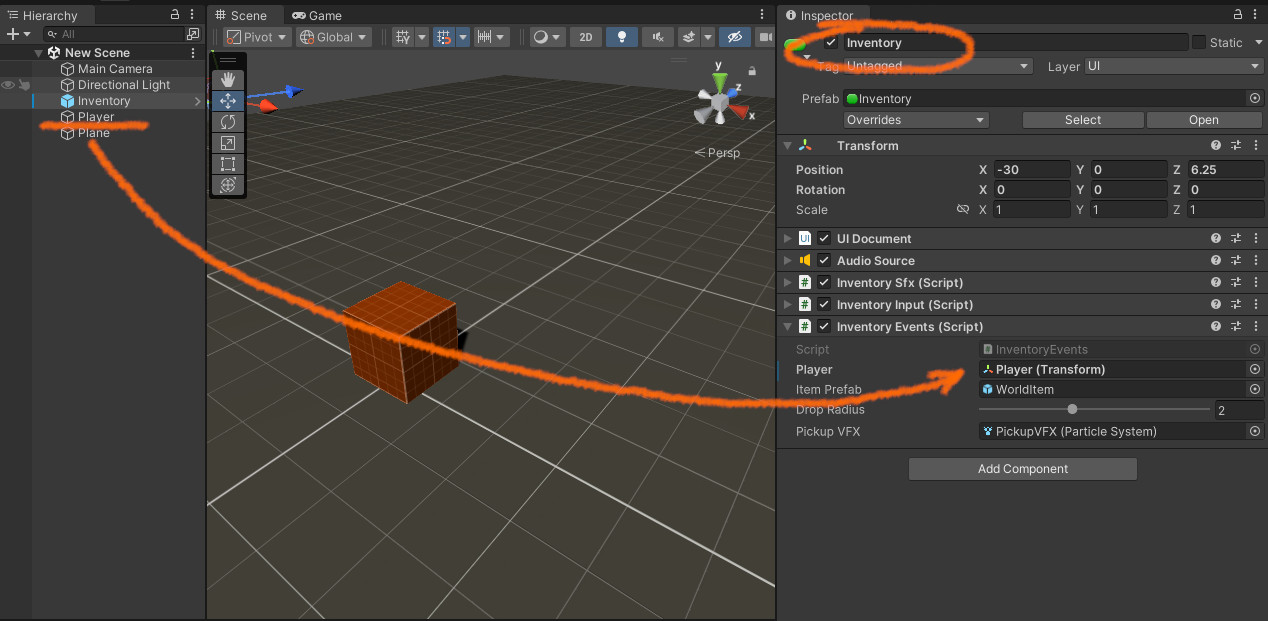 Hierarchy
All
New Scene
Main Camera
Directional Light
Inventory
Player
Plane
Scene Game
Pivot Global 2D
y
z
x
Persp
Inspector
Inventory Static
Tag Untagged Layer UI
Prefab Inventory
Overrides Select Open
Transform
Position X -30 Y 0 Z 6.25
Rotation X 0 Y 0 Z 0
Scale X 1 Y 1 Z 1
UI Document
Audio Source
# Inventory Sfx (Script)
# Inventory Input (Script)
# Inventory Events (Script)
Script # InventoryEvents
Player Player (Transform)
Item Prefab WorldItem
Drop Radius 2
Pickup VFX PickupVFX (Particle System)
Add Component